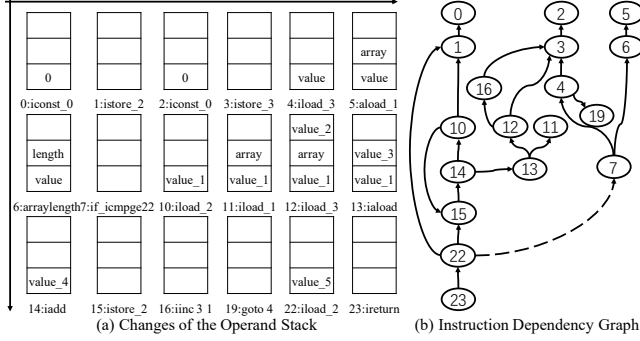 0 2 5
0 0 array
value value
1 3 6
0:iconst_0 1:istore_2 2:iconst_0 3:istore_3 4:iload_3 5:aload_1
16 4
19
length array value_2 array value_3
value value_1 value_1 value_1 value_1
10 12 11
6:arraylength 7:if_icmpge22 10:iload_2 11:iload_1 12:iload_3 13:iaload
14 13 7
15
value_4 value_5
22
14:iadd 15:istore_2 16:iinc 3 1 19:goto 4 22:iload_2 23:ireturn
23
(a) Changes of the Operand Stack (b) Instruction Dependency Graph